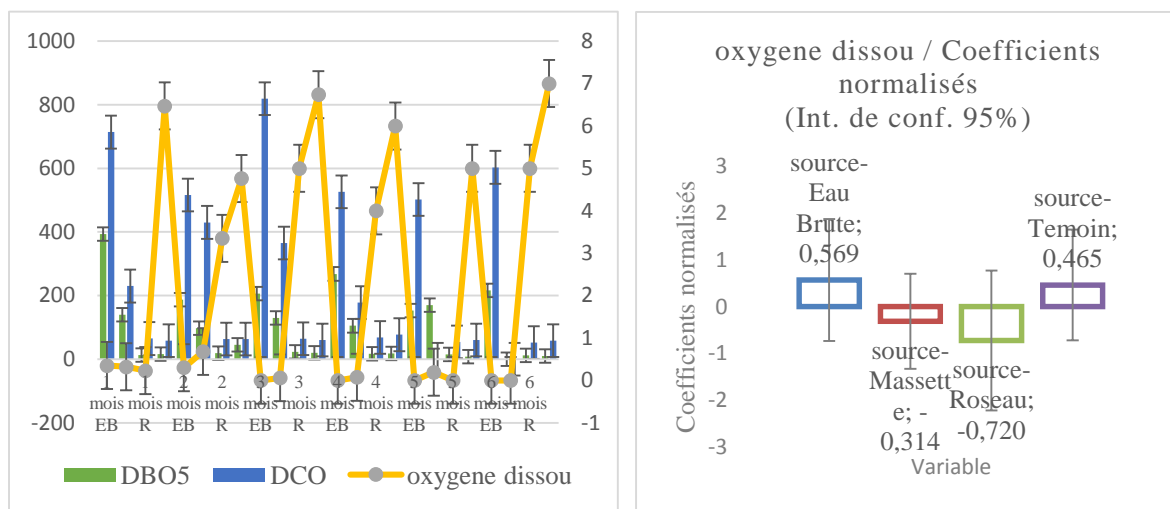 1000
800
600
400
200
0
-200
8
7
6
5
4
3
2
1
0
-1
1 2 2 3 3 4 4 5 5 6 6
mois mois mois mois mois mois mois mois mois mois mois mois
EB R EB R EB R EB R EB R EB R
DBO5 DCO oxygene dissou
oxygene dissou / Coefficients
normalisés
(Int. de conf. 95%)
Coefficients normalisés
3
2
1
0
-1
-2
-3
source-
Eau
Brute;
0,569
source-
Massett
e; -
0,314
source-
Roseau;
-0,720
source-
Temoin;
0,465
Variable